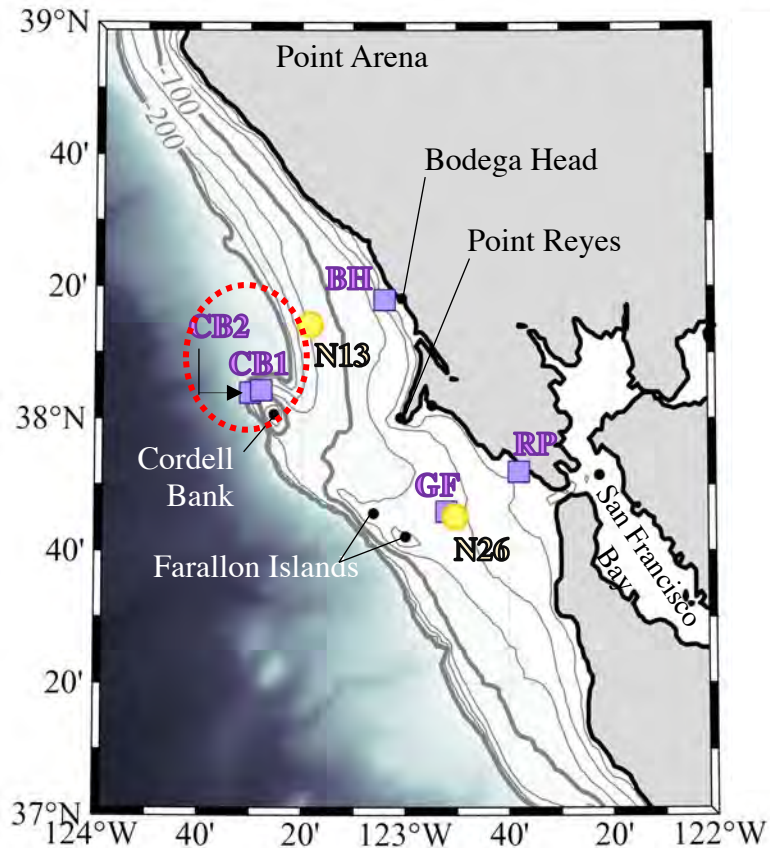 39°N
Point Arena
-100
-200
40'
Bodega Head
Point Reyes
20'
BH
CB2
N13
CB1
38°N
Cordell
Bank
RP
GF
San Francisco
Bay
40'
N26
Farallon Islands
20'
37°N
124°W
40'
20'
123°W
40'
20'
122°W